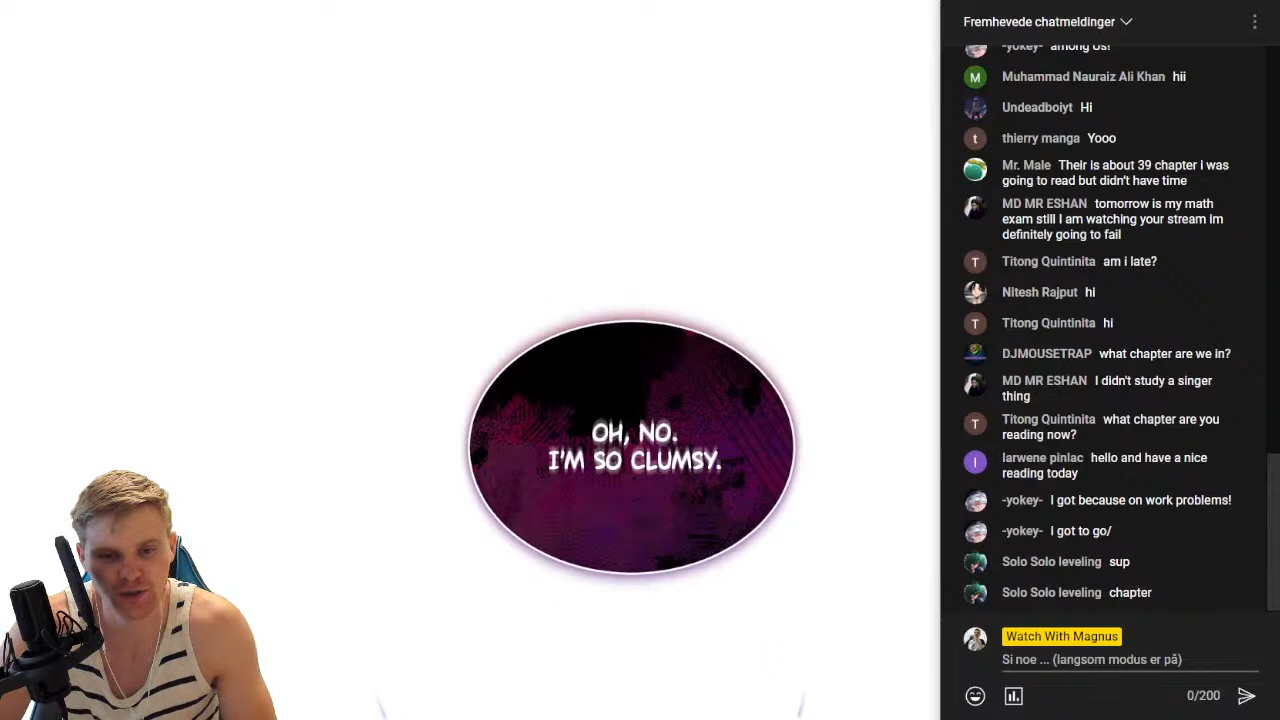 OH, NO.
I'M SO CLUMSY.
Fremhevede chatmeldinger
-yokey- among Us!
M
Muhammad Nauraiz Ali Khan hii
Undeadboiyt Hi
t
thierry manga Yooo
Mr. Male Their is about 39 chapter i was
going to read but didn't have time
MD MR ESHAN tomorrow is my math
exam still I am watching your stream im
definitely going to fail
T
Titong Quintinita am i late?
Nitesh Rajput hi
T
Titong Quintinita hi
DJMOUSETRAP what chapter are we in?
MD MR ESHAN I didn't study a singer
thing
T
Titong Quintinita what chapter are you
reading now?
I
Iarwene pinlac hello and have a nice
reading today
-yokey- I got because on work problems!
-yokey- I got to go/
Solo Solo leveling sup
Solo Solo leveling chapter
Watch With Magnus
Si noe ... (langsom modus er på)
0/200